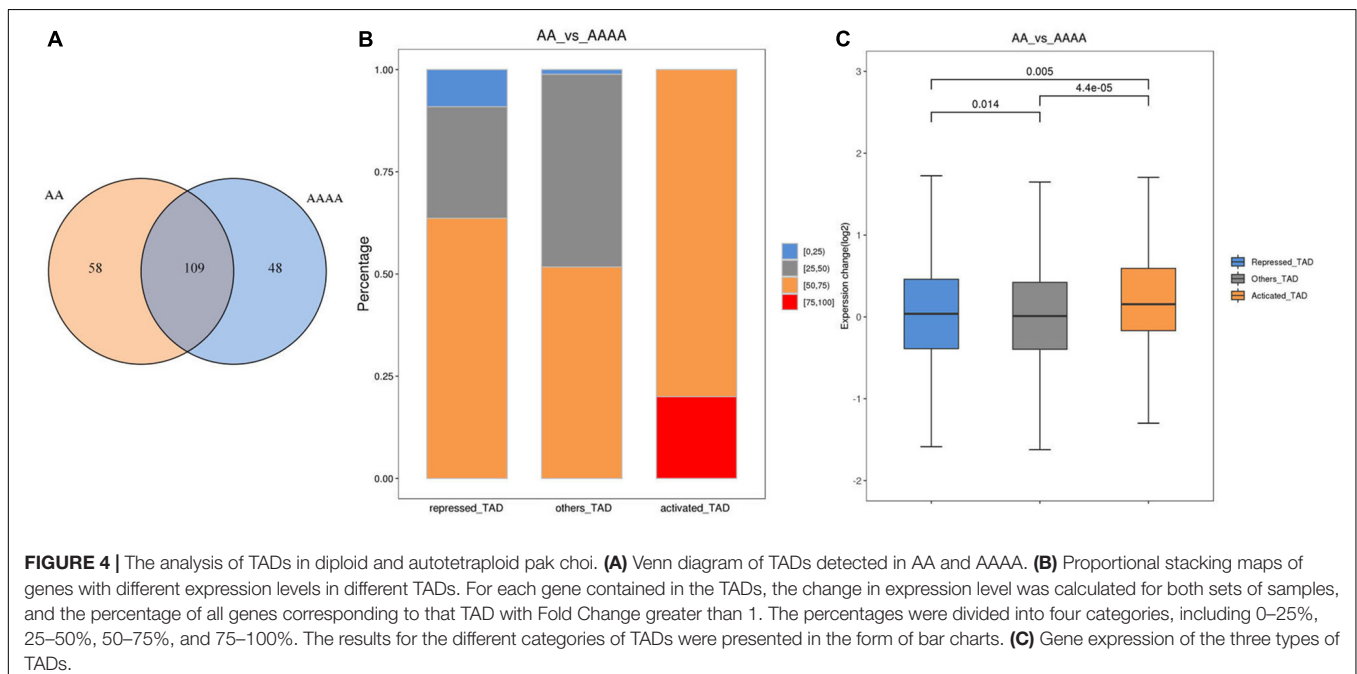 A
AA
58
109
48
AAAA
B
AA_vs_AAAA
Percentage
1.00
0.75
0.50
0.25
0.00
repressed_TAD
others_TAD
activated_TAD
[0,25)
[25,50)
[50,75)
[75,100]
C
AA_vs_AAAA
Expression change(log2)
3
2
1
0
-1
-2
0.005
4.4e-05
0.014
Repressed_TAD
Others_TAD
Activated_TAD
FIGURE 4 | The analysis of TADs in diploid and autotetraploid pak choi. (A) Venn diagram of TADs detected in AA and AAAA. (B) Proportional stacking maps of
genes with different expression levels in different TADs. For each gene contained in the TADs, the change in expression level was calculated for both sets of samples,
and the percentage of all genes corresponding to that TAD with Fold Change greater than 1. The percentages were divided into four categories, including 0–25%,
25–50%, 50–75%, and 75–100%. The results for the different categories of TADs were presented in the form of bar charts. (C) Gene expression of the three types of
TADs.